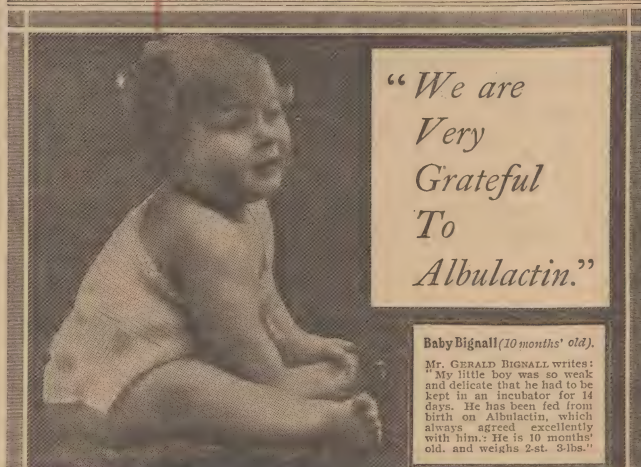 “ We are
Very
Grateful
To
Albulactin.”
Baby Bignall (10 months’ old).
Mr. GERALD BIGNALL writes:
“My little boy was so weak
and delicate that he had to be
kept in an incubator for 14
days. He has been fed from
birth on Albulactin, which
always agreed excellently
with him.: He is 10 months’
old. and weighs 2-st. 3-lbs.”